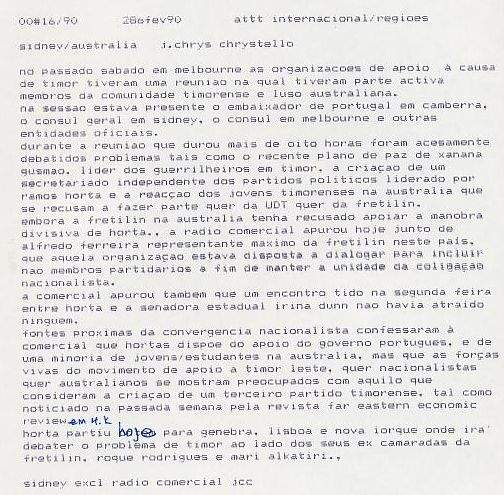 00#16/90 28ofev90 attt internacional/regioes
sidney/australia j.chrys chrystello
no passado sabado em melbourne as organizacoes de apoio à causa
de timor tiveram uma reuniao na qual tiveram parte activa
membros da comunidade timorense e luso australiana.
na sessao estava presente o embaixador de portugal em camberra,
o consul geral em sidney, o consul em melbourne e outras
entidades oficiais.
durante a reuniao que durou mais de oito horas foram acesamente
debatidos problemas tais como o recente plano de paz de xanana
gusmao, lider dos guerrilheiros em timor, a criaçao de um
secretariado independente dos partidos politicos liderado por
ramos horta e a reacçao dos jovens timorenses na australia que
se recusam a fazer parte quer da UDT quer da fretilin.
embora a fretilin na australia tenha recusado apoiar a manobra
divisiva de horta., a radio comercial apurou hoje junto de
alfredo ferreira representante maximo da fretilin neste pais,
que aquela organizaçao estava disposta a dialogar para incluir
nao membros partidarios a fim de manter a unidade da coligaçao
nacionalista.
a comercial apurou tambem que um encontro tido na segunda feira
entre horta e a senadora estadual irina dunn nao havia atraido
ninguem.
fontes proximas da convergencia nacionalista confessaram à
comercial que hortas dispoe do apoio do governo portugues, e de
uma minoria de jovens/estudantes na australia, mas que as forças
vivas do movimento de apoio a timor leste, quer nacionalistas
quer australianos se mostram preocupados com aquilo que
consideram a criaçao de um terceiro partido timorense, tal como
noticiado na passada semana pela revista far eastern economic
review em H.K
horta partiu hoje para genebra, lisboa e nova iorque onde ira'
debater o problema de timor ao lado dos seus ex camaradas da
fretilin, roque rodrigues e mari alkatiri.,
sidney excl radio comercial jcc